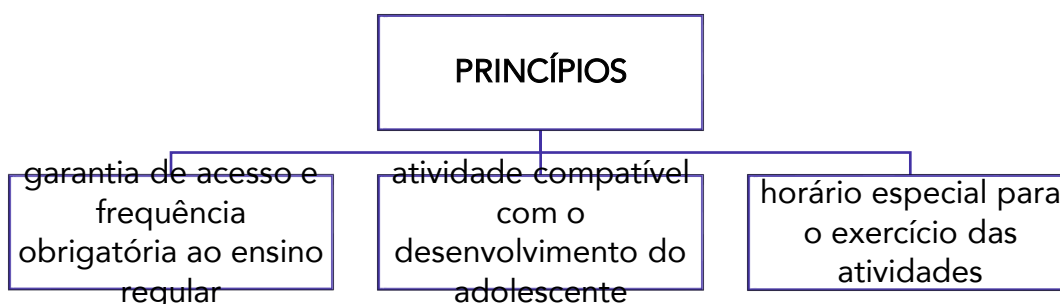 PRINCÍPIOS
garantia de acesso e
frequência
obrigatória ao ensino
regular
atividade compatível
com o
desenvolvimento do
adolescente
horário especial para
o exercício das
atividades